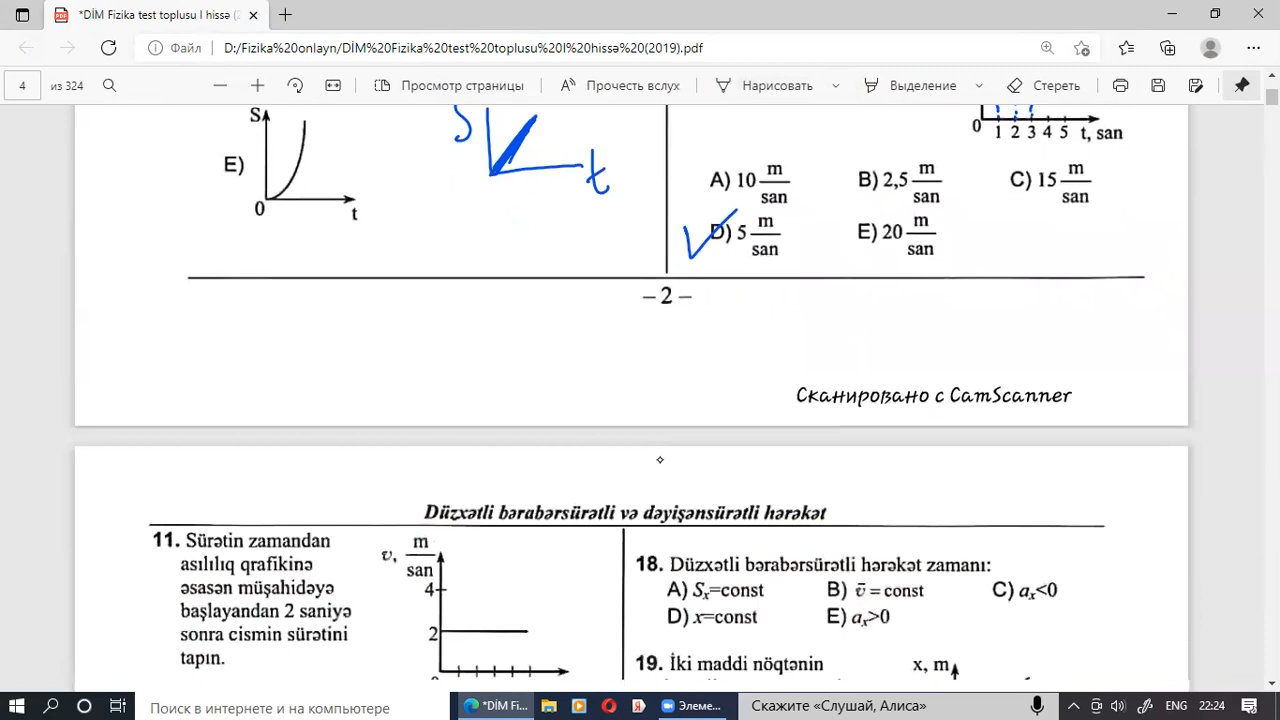 *DİM Fizika test toplusu I hissə (2
Файл
D:/Fizika%20onlayn/DİM%20Fizika%20test%20toplusu%20I%20hissə%20(2019).pdf
4 из 324
Просмотр страницы
Прочесть вслух
Нарисовать
Выделение
Стереть
E)
S
0
t
S
t
0 1 2 3 4 5 t, san
A) 10 m/san B) 2,5 m/san C) 15 m/san
D) 5 m/san E) 20 m/san
– 2 –
Сканировано с CamScanner
Düzxətli bərabərsürətli və dəyişənsürətli hərəkət
11. Sürətin zamandan
asılılıq qrafikinə
əsasən müşahidəyə
başlayandan 2 saniyə
sonra cismin sürətini
tapın.
υ, m/san
4
2
18. Düzxətli bərabərsürətli hərəkət zamanı:
A) Sₓ=const B) ῡ = const C) aₓ<0
D) x=const E) aₓ>0
19. İki maddi nöqtənin
x, m
Поиск в интернете и на компьютере
*DİM Fi...
Элеме...
Скажите «Слушай, Алиса»
ENG
22:24